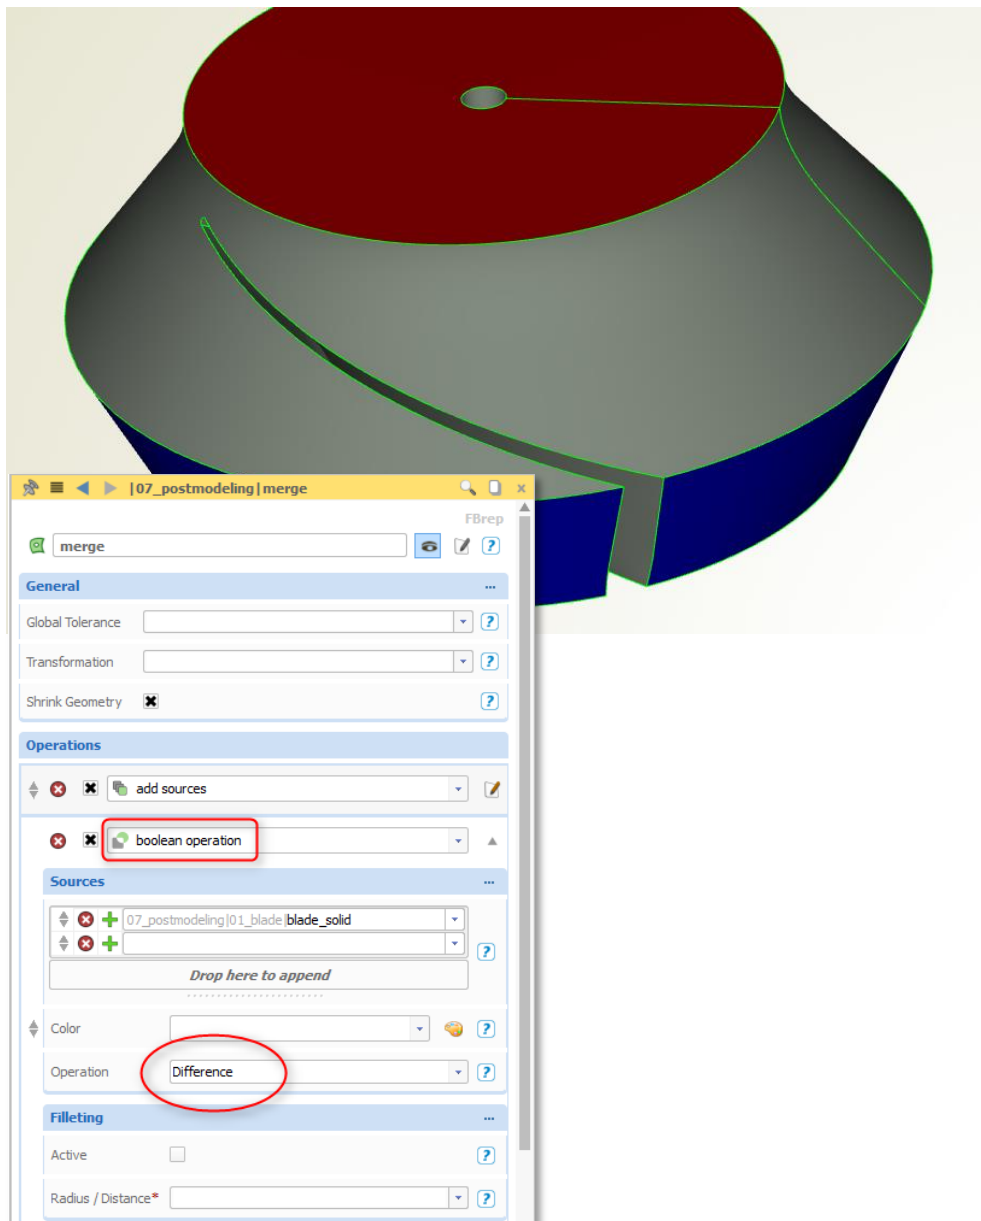 |07_postmodeling|merge
FBrep
merge
General
Global Tolerance
Transformation
Shrink Geometry
Operations
add sources
boolean operation
Sources
07_postmodeling|01_blade|blade_solid
Drop here to append
Color
Operation Difference
Filleting
Active
Radius / Distance*